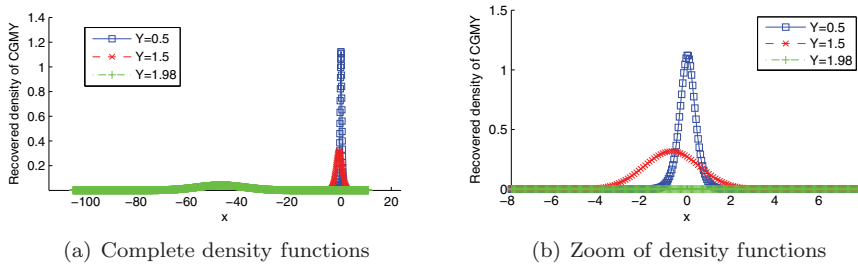 Recovered density of CGMY
1.4
1.2
1
0.8
0.6
0.4
0.2
Y=0.5
Y=1.5
Y=1.98
−100 −80 −60 −40 −20 0 20
x
(a) Complete density functions
Recovered density of CGMY
1.5
1
0.5
0
Y=0.5
Y=1.5
Y=1.98
−8 −6 −4 −2 0 2 4 6
x
(b) Zoom of density functions